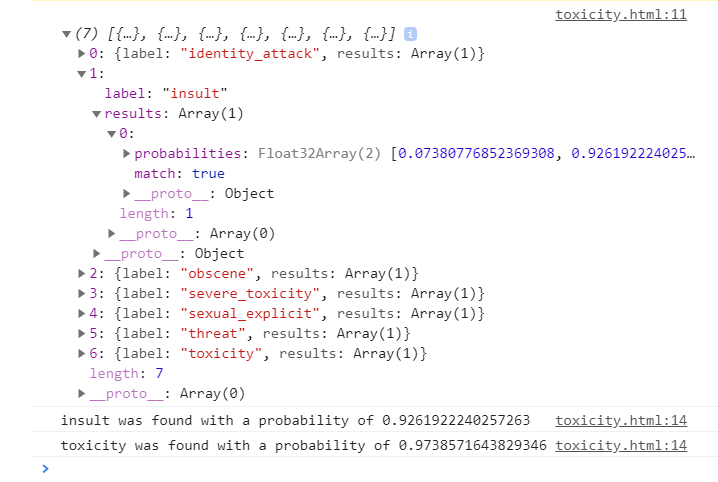 toxicity.html:11
(7) [{…}, {…}, {…}, {…}, {…}, {…}, {…}] i
0: {label: "identity_attack", results: Array(1)}
1:
label: "insult"
results: Array(1)
0:
probabilities: Float32Array(2) [0.07380776852369308, 0.926192224025…
match: true
__proto__: Object
length: 1
__proto__: Array(0)
__proto__: Object
2: {label: "obscene", results: Array(1)}
3: {label: "severe_toxicity", results: Array(1)}
4: {label: "sexual_explicit", results: Array(1)}
5: {label: "threat", results: Array(1)}
6: {label: "toxicity", results: Array(1)}
length: 7
__proto__: Array(0)
insult was found with a probability of 0.9261922240257263 toxicity.html:14
toxicity was found with a probability of 0.9738571643829346 toxicity.html:14